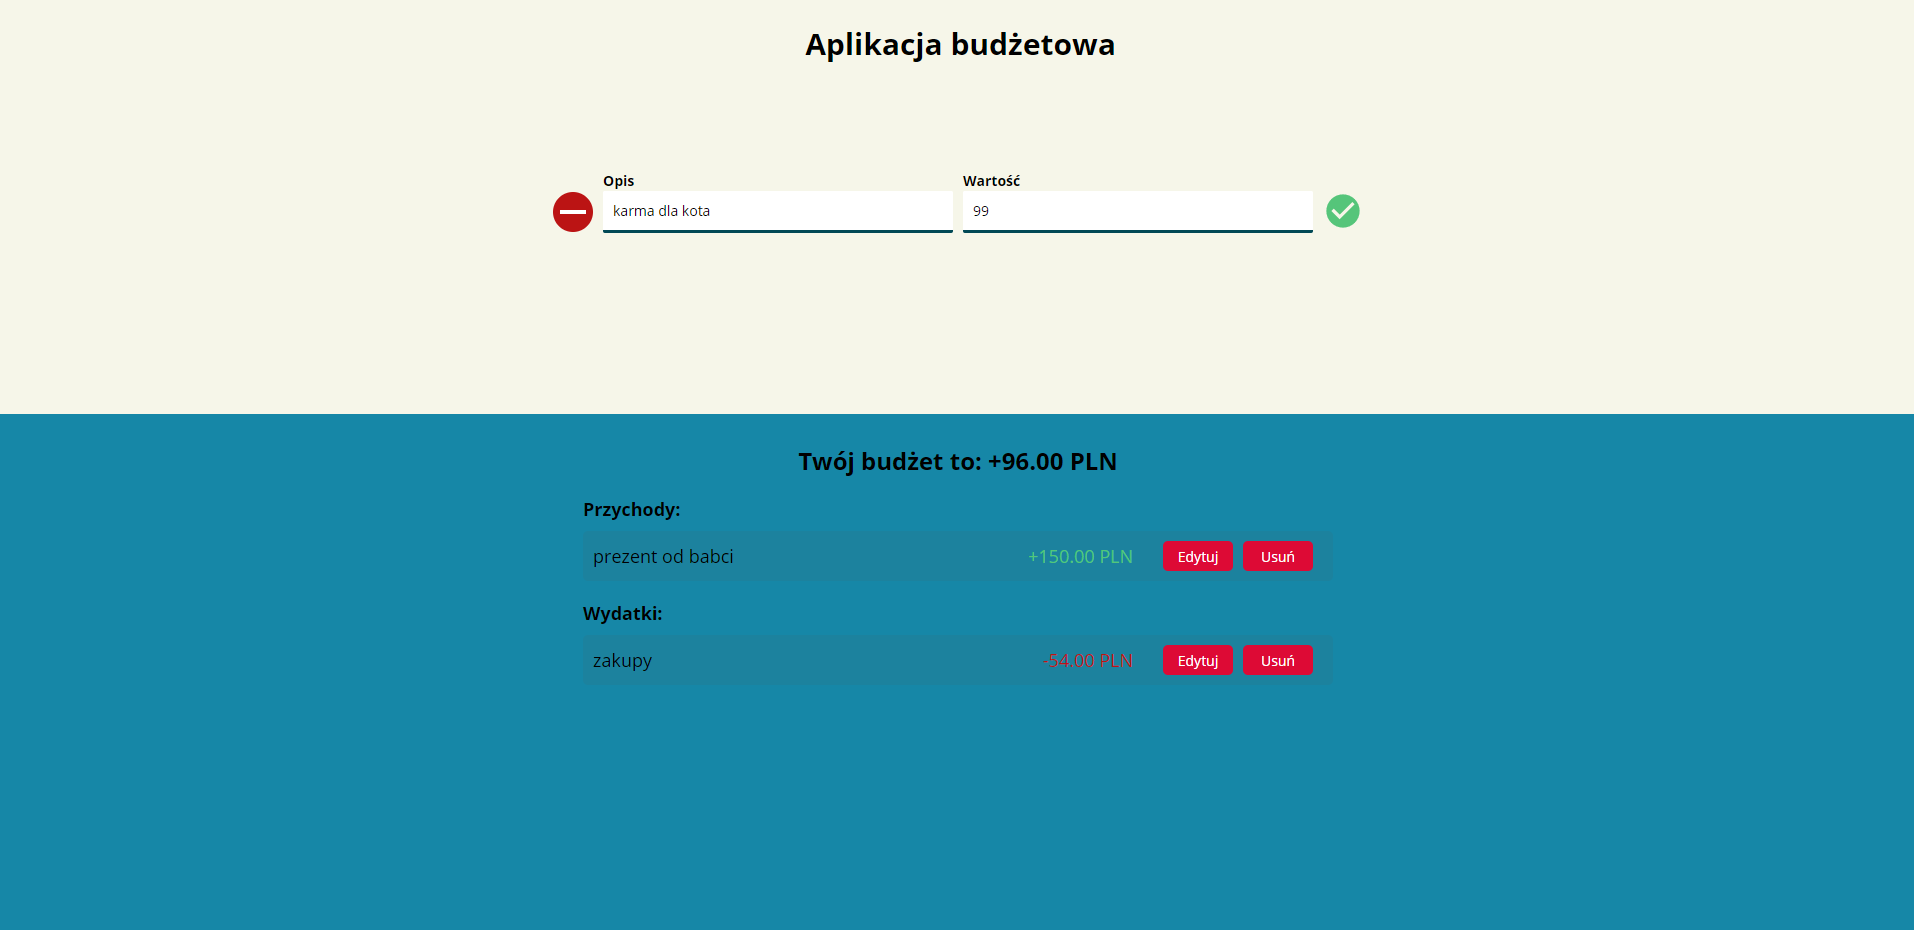 Aplikacja budżetowa
Opis
Wartość
karma dla kota
99
Twój budżet to: +96.00 PLN
Przychody:
prezent od babci +150.00 PLN Edytuj Usuń
Wydatki:
zakupy -54.00 PLN Edytuj Usuń